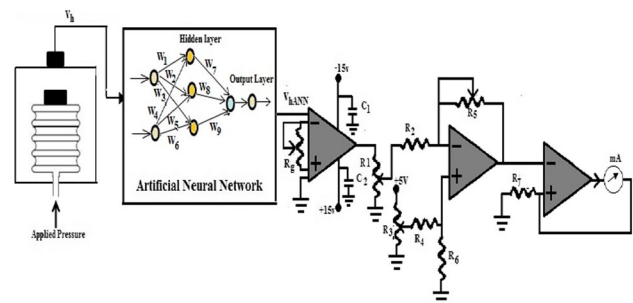 Vh
Hidden layer
W1
W2
W3
W4
W5
W6
W7
W8
W9
Output Layer
Artificial Neural Network
Applied Pressure
VhANN
-15v
C1
Rg
C2
+15v
R1
R2
+5V
R3
R4
R5
R6
R7
mA